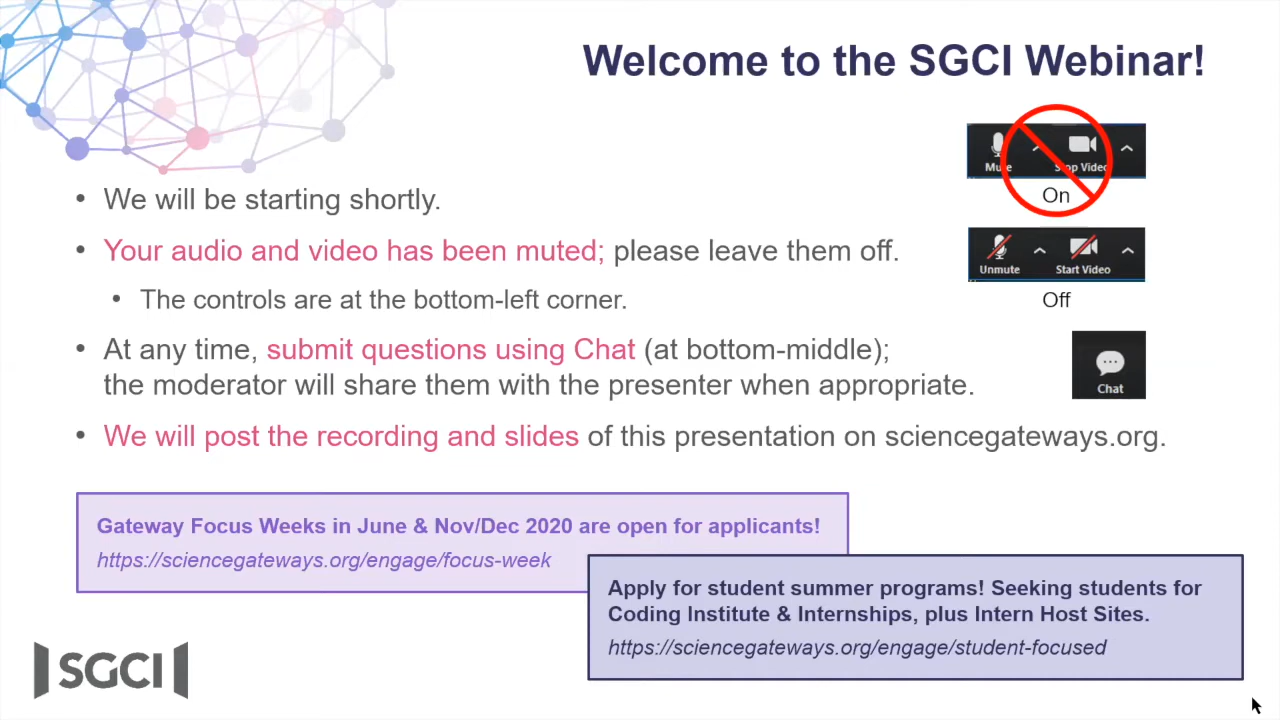 Welcome to the SGCI Webinar!
Mute Stop Video
On
• We will be starting shortly.
• Your audio and video has been muted; please leave them off.
Unmute Start Video
Off
• The controls are at the bottom-left corner.
• At any time, submit questions using Chat (at bottom-middle);
the moderator will share them with the presenter when appropriate.
Chat
• We will post the recording and slides of this presentation on sciencegateways.org.
Gateway Focus Weeks in June & Nov/Dec 2020 are open for applicants!
https://sciencegateways.org/engage/focus-week
Apply for student summer programs! Seeking students for
Coding Institute & Internships, plus Intern Host Sites.
https://sciencegateways.org/engage/student-focused
SGCI